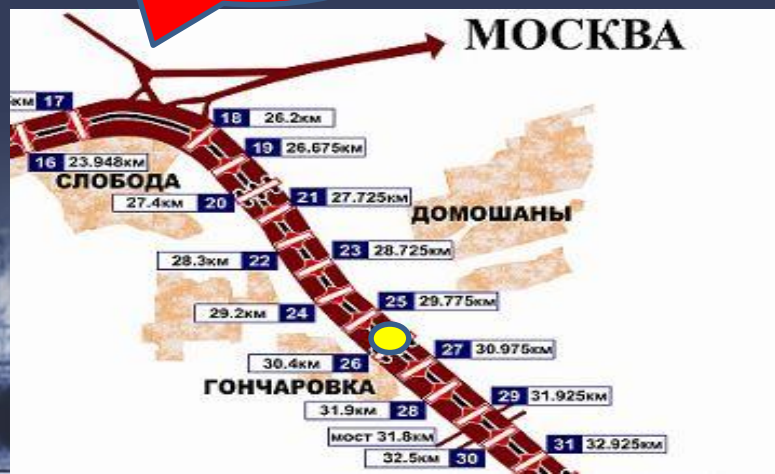 МОСКВА
км 17
18 26.2км
19 26.675км
16 23.948км
СЛОБОДА
27.4км 20
21 27.725км
ДОМОШАНЫ
23 28.725км
28.3км 22
25 29.775км
29.2км 24
27 30.975км
30.4км 26
ГОНЧАРОВКА
29 31.925км
31.9км 28
мост 31.8км
31 32.925км
32.5км 30